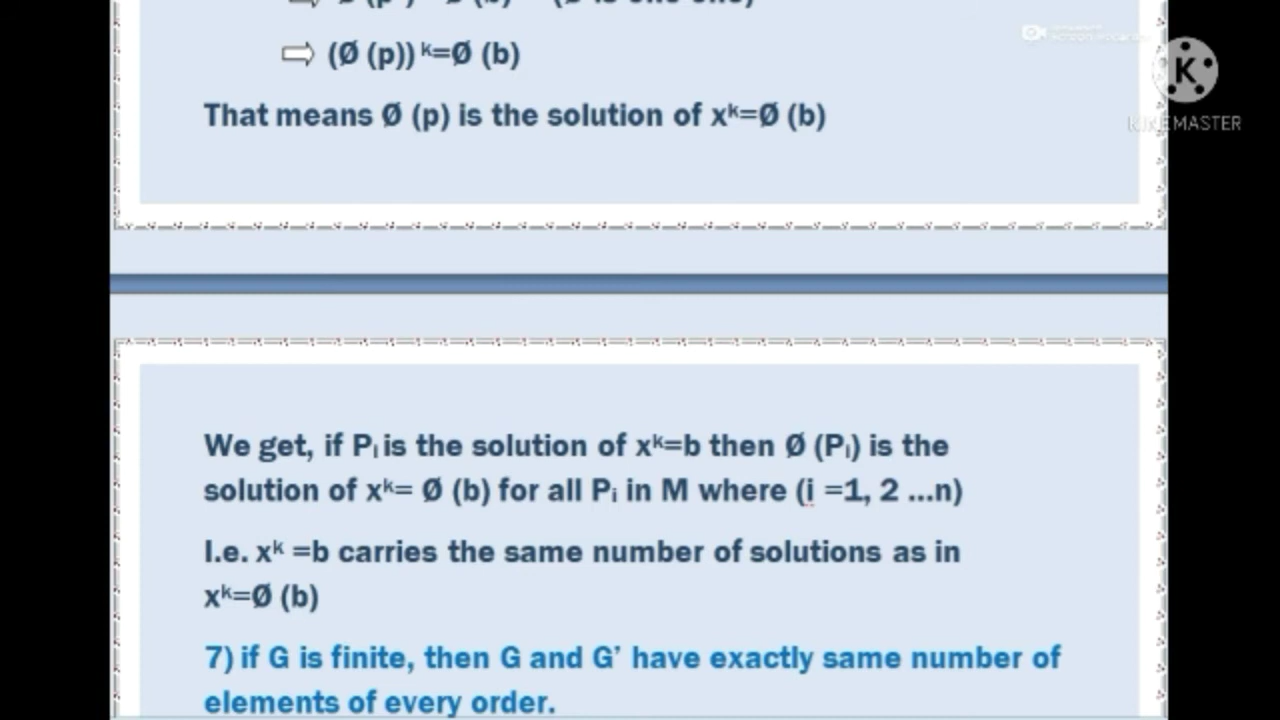 ⇨ (Ø (p)) ᵏ=Ø (b)
That means Ø (p) is the solution of xᵏ=Ø (b)
KINEMASTER
We get, if Pᵢ is the solution of xᵏ=b then Ø (Pᵢ) is the
solution of xᵏ= Ø (b) for all Pᵢ in M where (i =1, 2 ...n)
I.e. xᵏ =b carries the same number of solutions as in
xᵏ=Ø (b)
7) if G is finite, then G and G’ have exactly same number of
elements of every order.